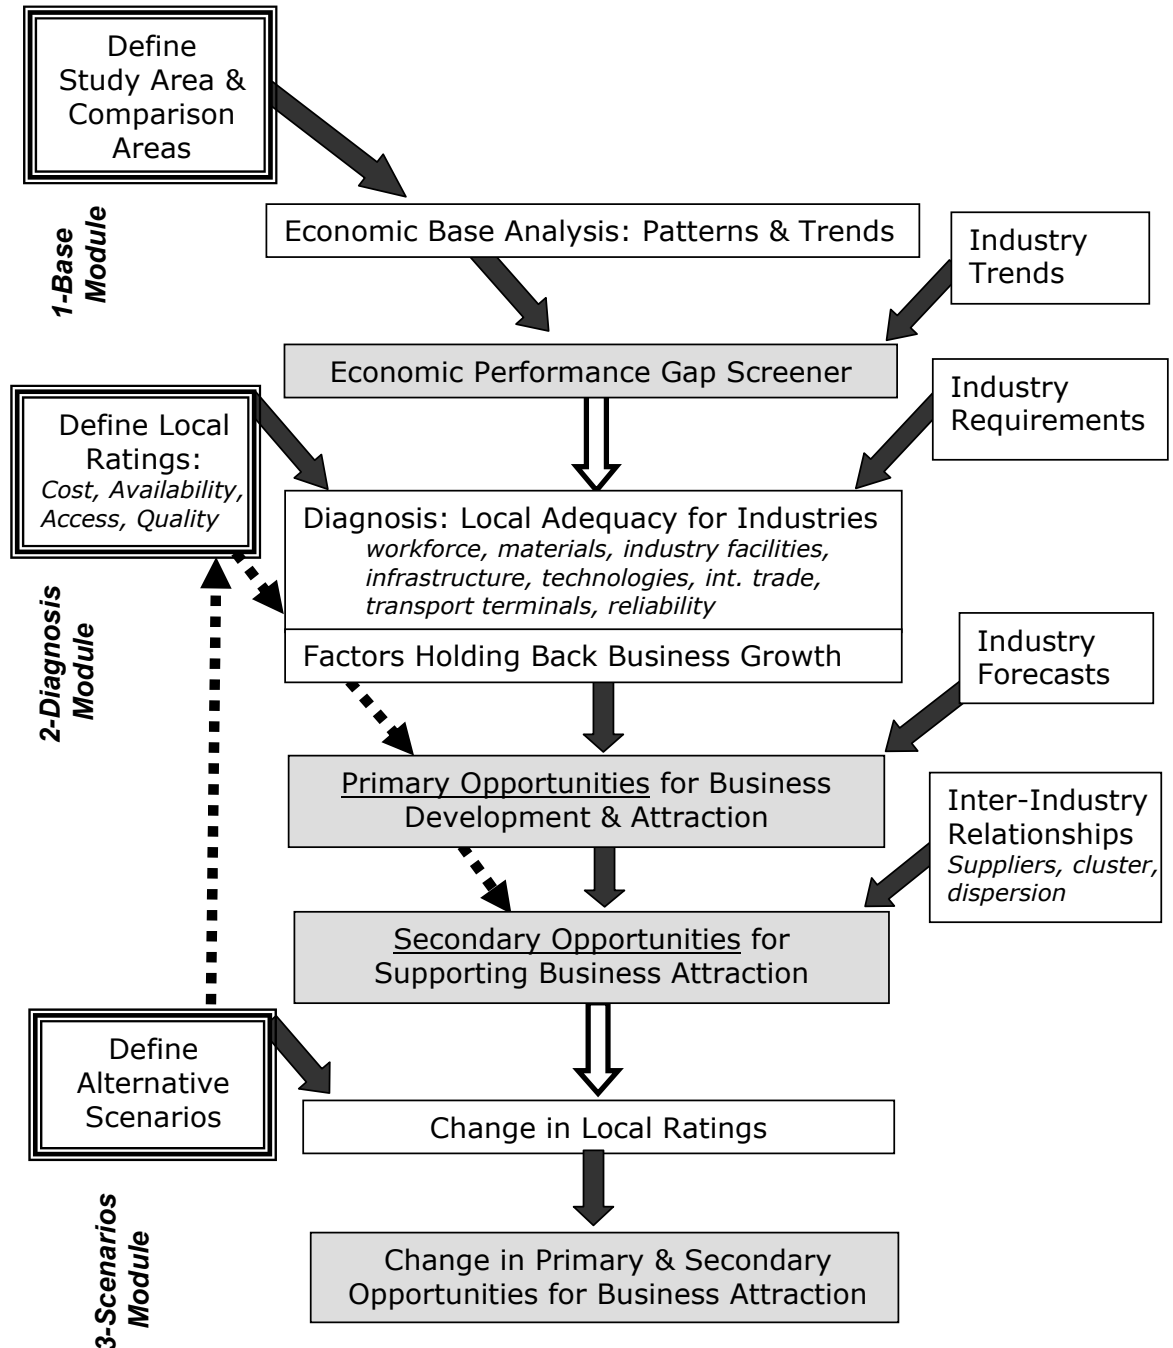 Define
Study Area &
Comparison
Areas
1-Base
Module
Economic Base Analysis: Patterns & Trends
Industry
Trends
Economic Performance Gap Screener
Industry
Requirements
Define Local
Ratings:
Cost, Availability,
Access, Quality
Diagnosis: Local Adequacy for Industries
workforce, materials, industry facilities,
infrastructure, technologies, int. trade,
transport terminals, reliability
2-Diagnosis
Module
Factors Holding Back Business Growth
Industry
Forecasts
Primary Opportunities for Business
Development & Attraction
Inter-Industry
Relationships
Suppliers, cluster,
dispersion
Secondary Opportunities for
Supporting Business Attraction
Define
Alternative
Scenarios
Change in Local Ratings
3-Scenarios
Module
Change in Primary & Secondary
Opportunities for Business Attraction